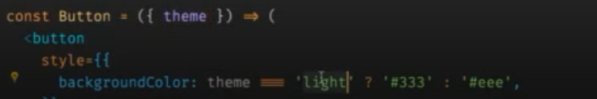 const Button = ({ theme }) => (
<button
style={{
backgroundColor: theme === 'light' ? '#333' : '#eee',
}}